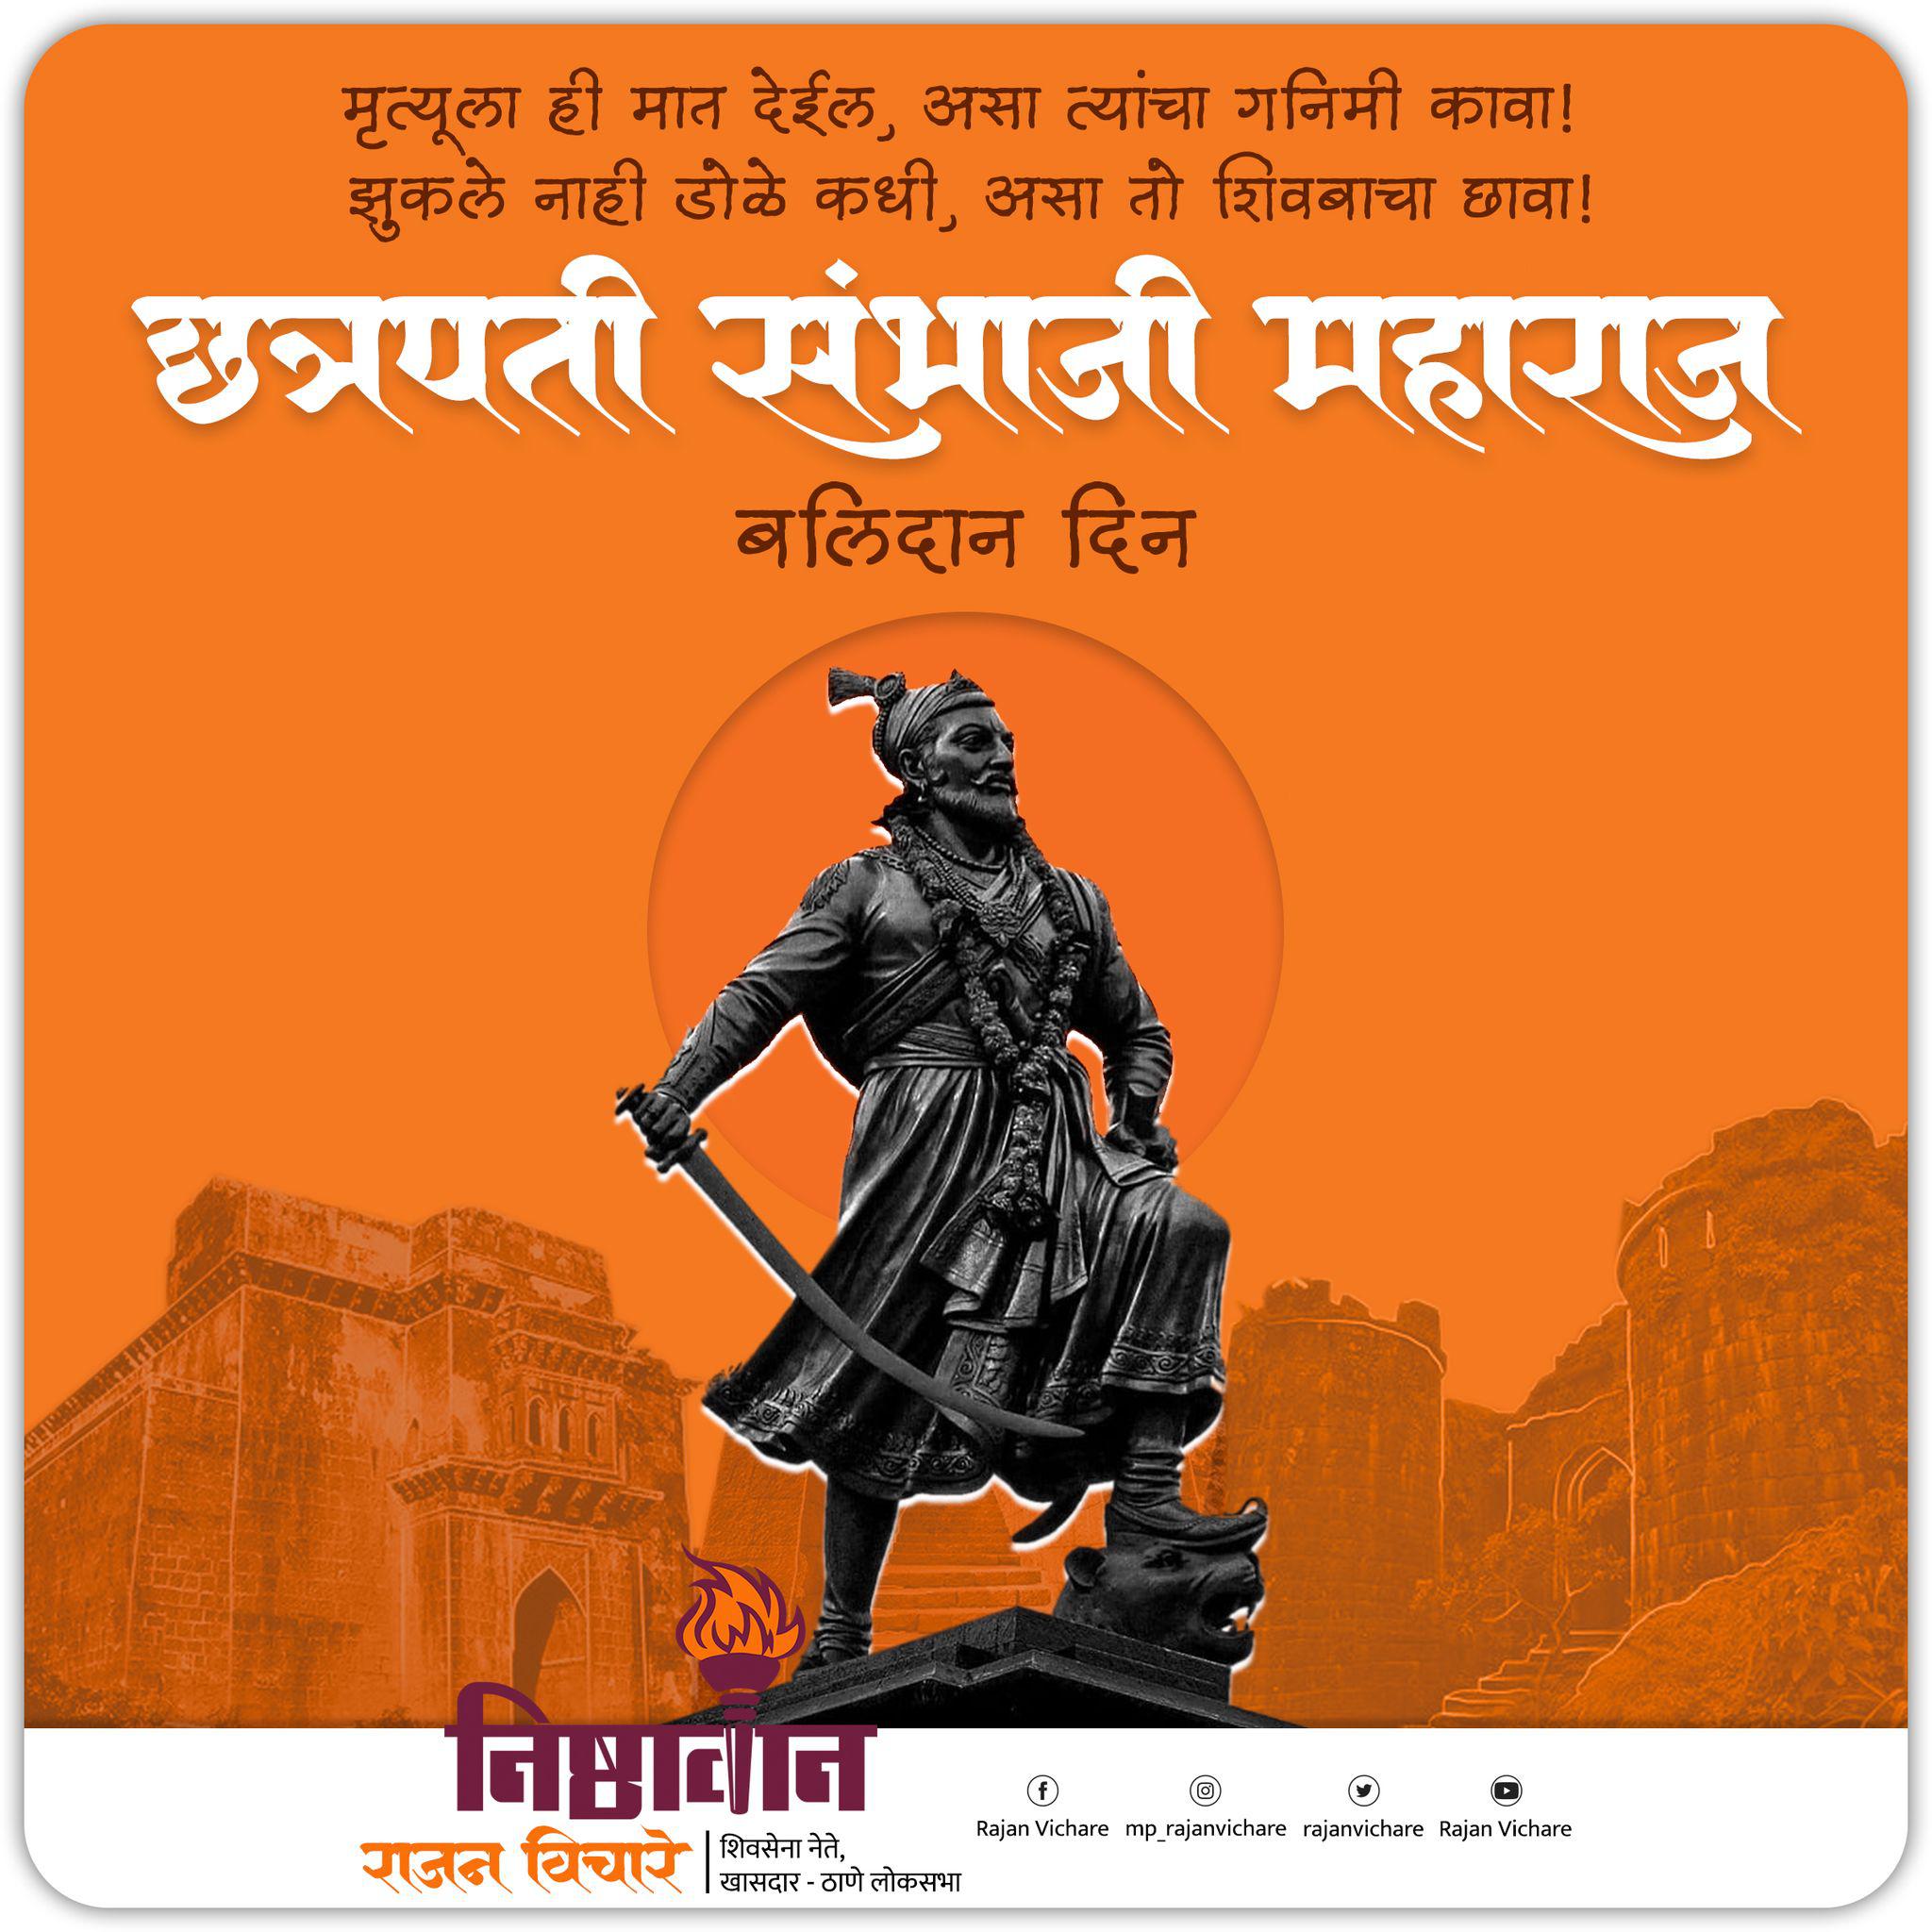 मृत्यूला ही मात देईल, असा त्यांचा गनिमी कावा!
झुकले नाही डोळे कधी, असा तो शिवबाचा छावा!
छत्रपती संभाजी महाराज
बलिदान दिन
निष्ठावान
राजन विचारे
शिवसेना नेते,
खासदार - ठाणे लोकसभा
Rajan Vichare mp_rajanvichare rajanvichare Rajan Vichare